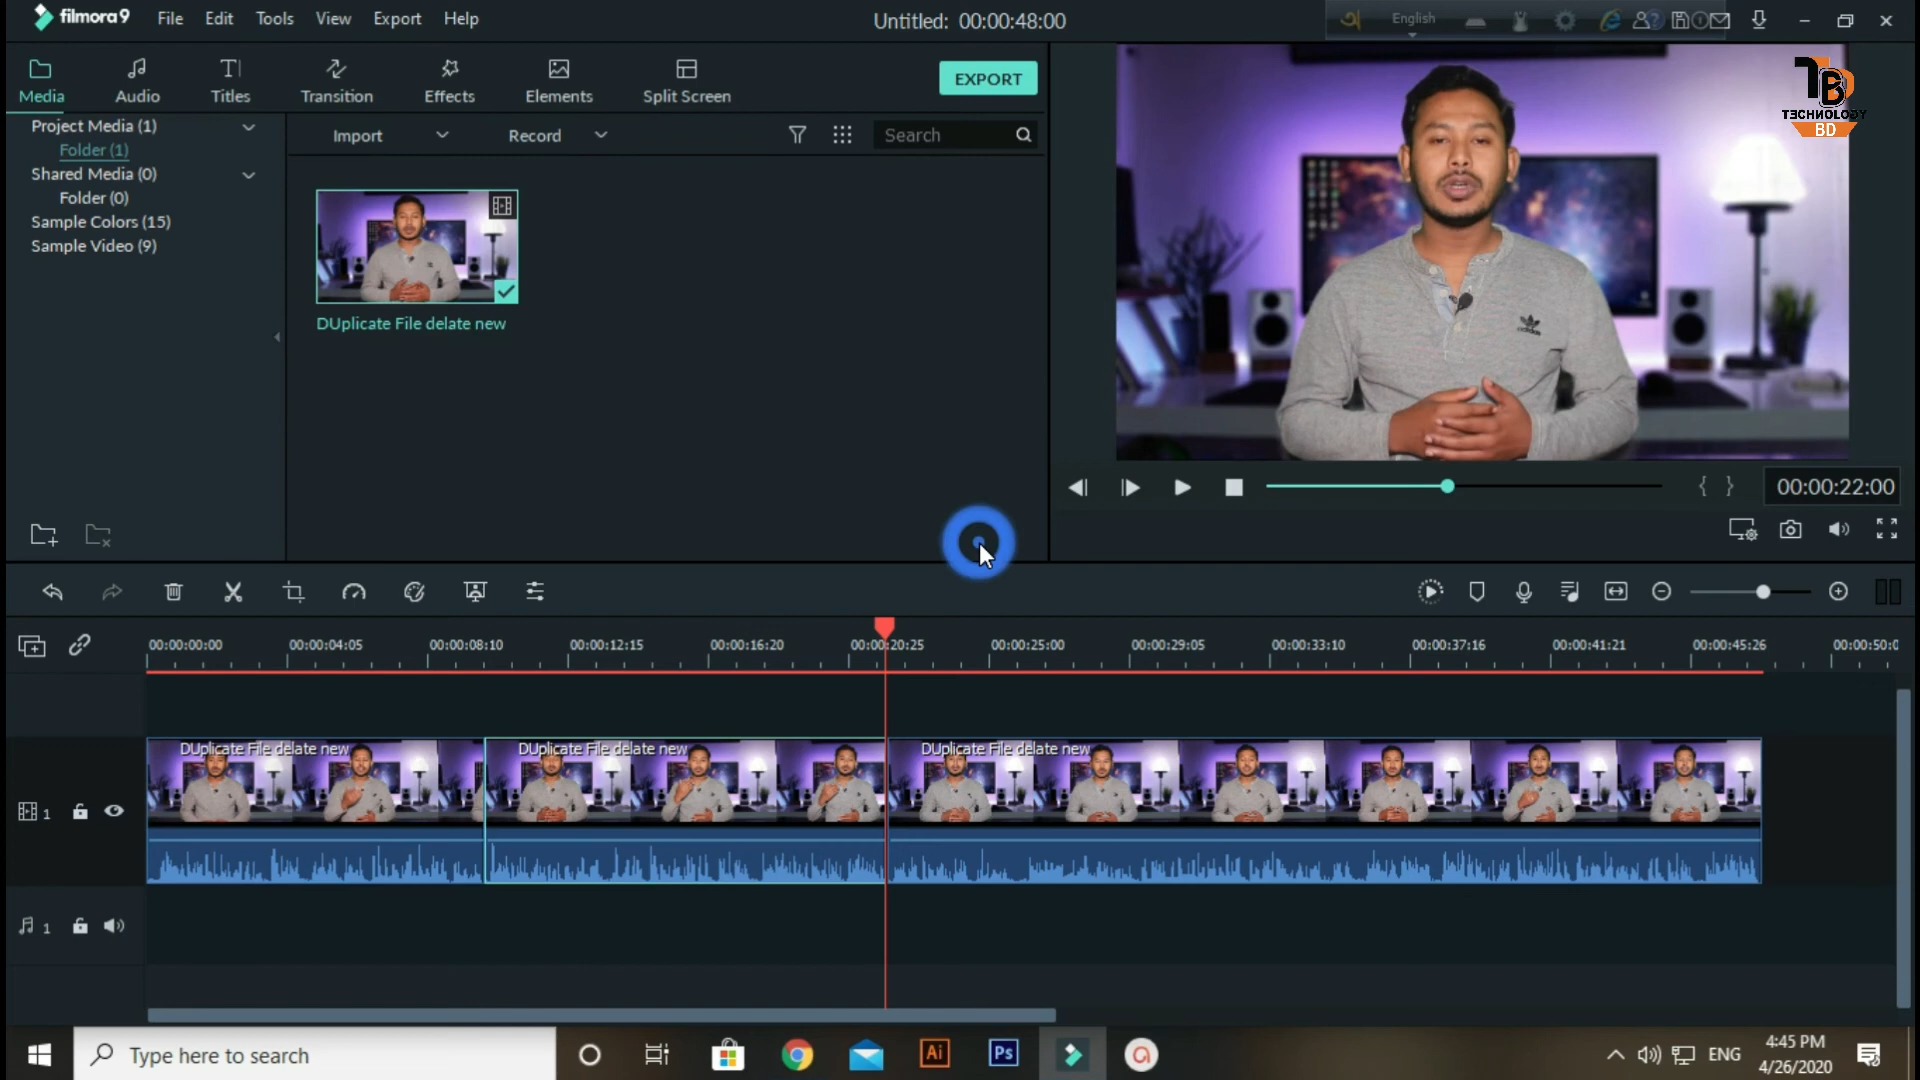 filmora9
File Edit Tools View Export Help
Untitled: 00:00:48:00
English
Media
Audio
Titles
Transition
Effects
Elements
Split Screen
EXPORT
Project Media (1)
Folder (1)
Shared Media (0)
Folder (0)
Sample Colors (15)
Sample Video (9)
Import
Record
Search
DUplicate File delate new
TB
TECHNOLOGY
BD
adidas
{ } 00:00:22:00
00:00:00:00 00:00:04:05 00:00:08:10 00:00:12:15 00:00:16:20 00:00:20:25 00:00:25:00 00:00:29:05 00:00:33:10 00:00:37:16 00:00:41:21 00:00:45:26 00:00:50:0
DUplicate File delate new DUplicate File delate new DUplicate File delate new
1
1
Type here to search
Ai
Ps
ENG
4:45 PM
4/26/2020